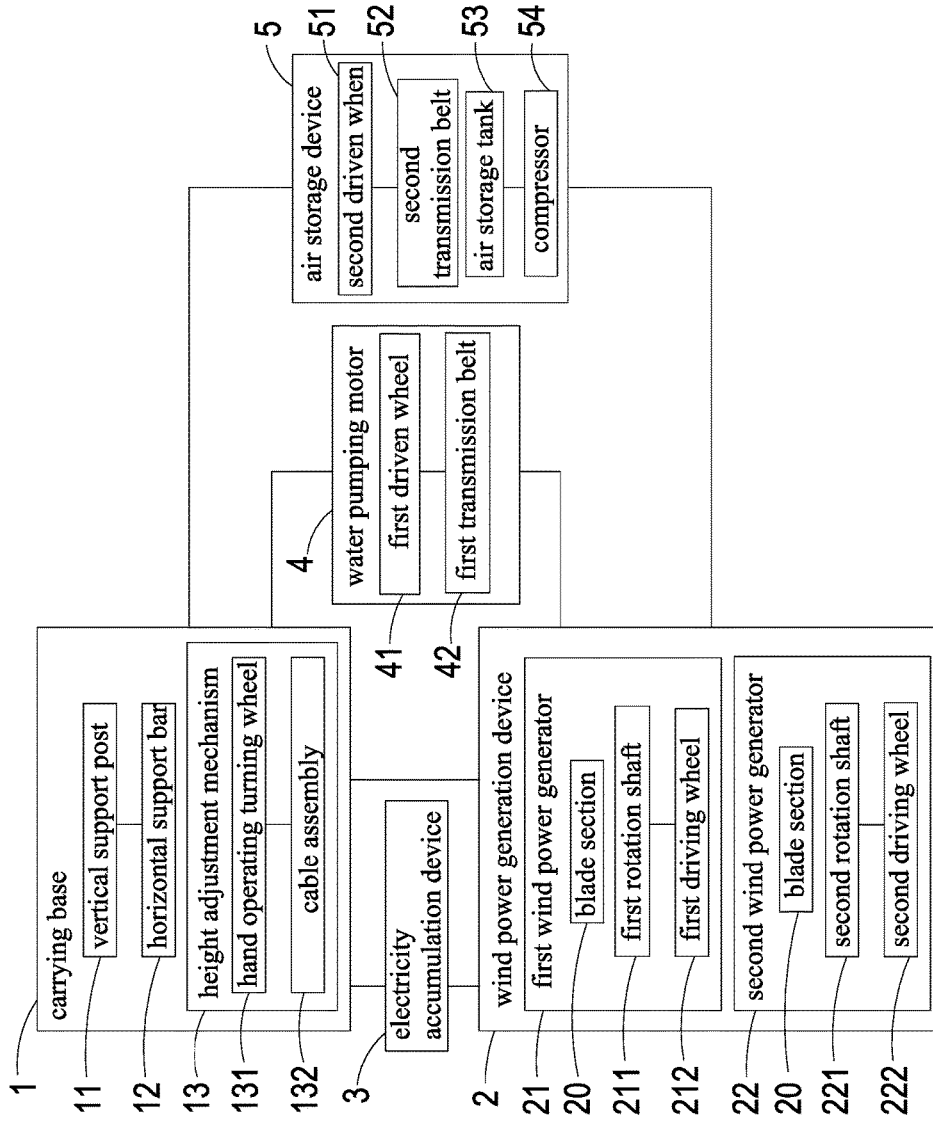 1
carrying base
11
vertical support post
12
horizontal support bar
13
height adjustment mechanism
131
hand operating turning wheel
132
cable assembly
3
electricity
accumulation device
2
wind power generation device
21
first wind power generator
20
blade section
211
first rotation shaft
212
first driving wheel
22
second wind power generator
20
blade section
221
second rotation shaft
222
second driving wheel
4
water pumping motor
41
first driven wheel
42
first transmission belt
5
air storage device
51
second driven when
52
second
transmission belt
53
air storage tank
54
compressor